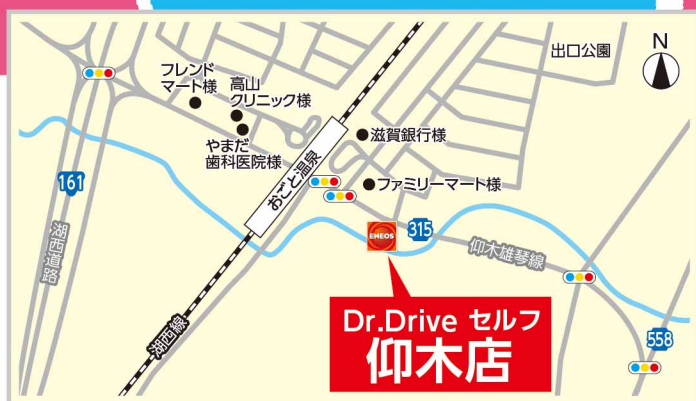 出口公園
N
フレンド
マート様
高山
クリニック様
やまだ
歯科医院様
滋賀銀行様
おごと温泉
ファミリーマート様
161
湖西道路
ENEOS
315
仰木雄琴線
湖西線
Dr.Drive セルフ
仰木店
558